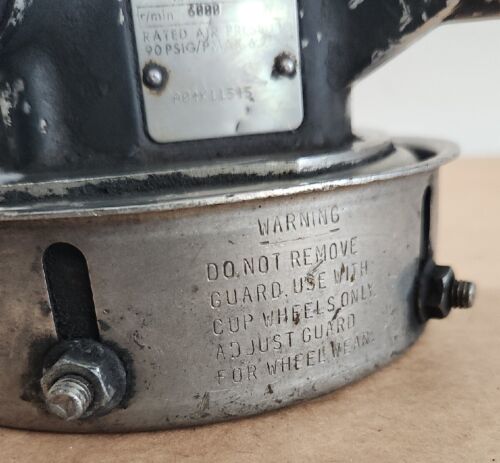 r/min 6000
RATED AIR
90 PSIG/
WARNING
DO NOT REMOVE
GUARD. USE WITH
CUP WHEELS ONLY.
ADJUST GUARD
FOR WHEEL WEAR.